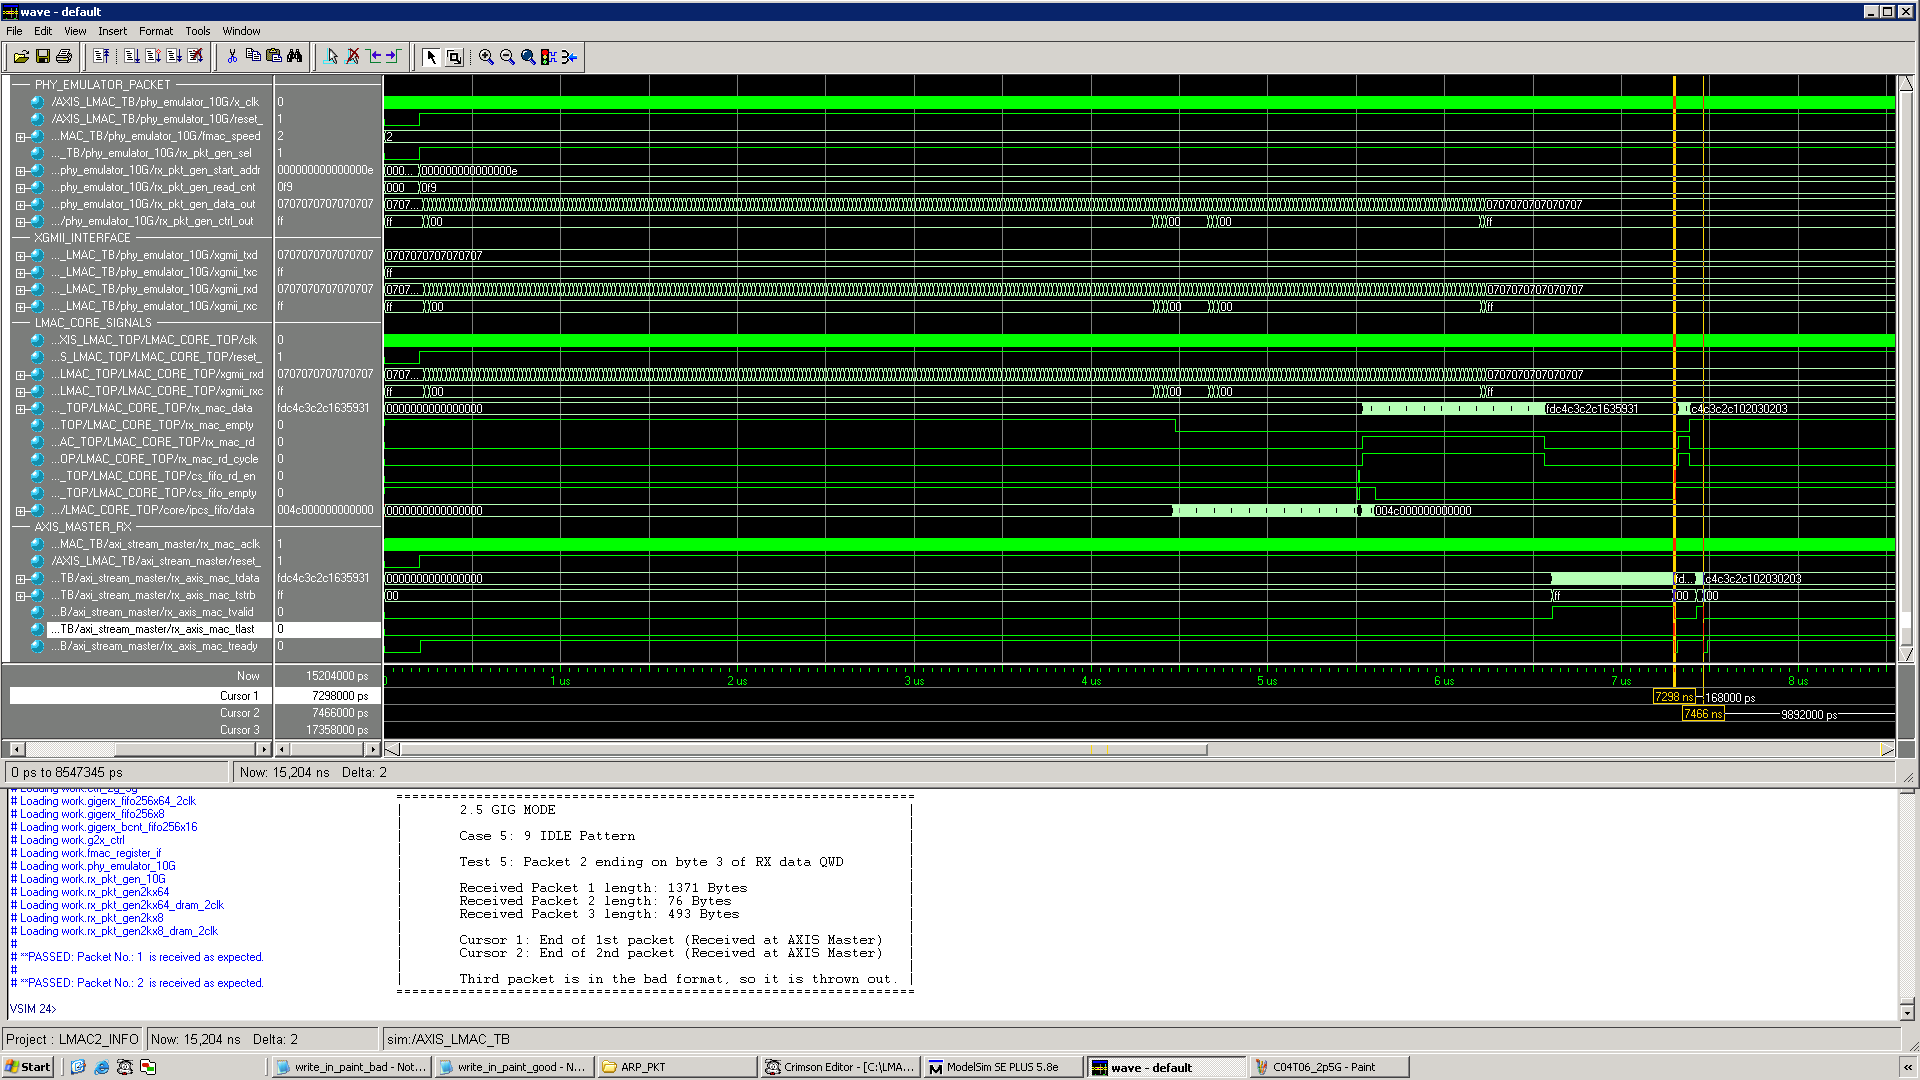 wave - default
File Edit View Insert Format Tools Window
PHY_EMULATOR_PACKET
/AXIS_LMAC_TB/phy_emulator_10G/x_clk 0
/AXIS_LMAC_TB/phy_emulator_10G/reset_ 1
...MAC_TB/phy_emulator_10G/fmac_speed 2 2
..._TB/phy_emulator_10G/rx_pkt_gen_sel 1
...phy_emulator_10G/rx_pkt_gen_start_addr 000000000000000e 000... 000000000000000e
...phy_emulator_10G/rx_pkt_gen_read_cnt 0f9 000 0f9
...phy_emulator_10G/rx_pkt_gen_data_out 0707070707070707 0707... 0707070707070707
.../phy_emulator_10G/rx_pkt_gen_ctrl_out ff ff 00 00 00 ff
XGMII_INTERFACE
..._LMAC_TB/phy_emulator_10G/xgmii_txd 0707070707070707 0707070707070707
..._LMAC_TB/phy_emulator_10G/xgmii_txc ff ff
..._LMAC_TB/phy_emulator_10G/xgmii_rxd 0707070707070707 0707... 0707070707070707
..._LMAC_TB/phy_emulator_10G/xgmii_rxc ff ff 00 00 00 ff
LMAC_CORE_SIGNALS
...XIS_LMAC_TOP/LMAC_CORE_TOP/clk 0
...S_LMAC_TOP/LMAC_CORE_TOP/reset_ 1
...LMAC_TOP/LMAC_CORE_TOP/xgmii_rxd 0707070707070707 0707... 0707070707070707
...LMAC_TOP/LMAC_CORE_TOP/xgmii_rxc ff ff 00 00 00 ff
..._TOP/LMAC_CORE_TOP/rx_mac_data fdc4c3c2c1635931 0000000000000000 fdc4c3c2c1635931 c4c3c2c102030203
...TOP/LMAC_CORE_TOP/rx_mac_empty 0
...AC_TOP/LMAC_CORE_TOP/rx_mac_rd 0
...OP/LMAC_CORE_TOP/rx_mac_rd_cycle 0
..._TOP/LMAC_CORE_TOP/cs_fifo_rd_en 0
..._TOP/LMAC_CORE_TOP/cs_fifo_empty 0
.../LMAC_CORE_TOP/core/ipcs_fifo/data 004c000000000000 0000000000000000 004c000000000000
AXIS_MASTER_RX
...MAC_TB/axi_stream_master/rx_mac_aclk 1
/AXIS_LMAC_TB/axi_stream_master/reset_ 1
...TB/axi_stream_master/rx_axis_mac_tdata fdc4c3c2c1635931 0000000000000000 fd... c4c3c2c102030203
...TB/axi_stream_master/rx_axis_mac_tstrb ff 00 ff 00 00
...B/axi_stream_master/rx_axis_mac_tvalid 0
...TB/axi_stream_master/rx_axis_mac_tlast 0
...B/axi_stream_master/rx_axis_mac_tready 0
Now 15204000 ps 1 us 2 us 3 us 4 us 5 us 6 us 7 us 8 us
Cursor 1 7298000 ps 7298 ns 168000 ps
Cursor 2 7466000 ps 7466 ns 9892000 ps
Cursor 3 17358000 ps
0 ps to 8547345 ps Now: 15,204 ns Delta: 2
# Loading work.ctrl_2g_5g
# Loading work.gigerx_fifo256x64_2clk
# Loading work.gigerx_fifo256x8
# Loading work.gigerx_bcnt_fifo256x16
# Loading work.g2x_ctrl
# Loading work.fmac_register_if
# Loading work.phy_emulator_10G
# Loading work.rx_pkt_gen_10G
# Loading work.rx_pkt_gen2kx64
# Loading work.rx_pkt_gen2kx64_dram_2clk
# Loading work.rx_pkt_gen2kx8
# Loading work.rx_pkt_gen2kx8_dram_2clk
#
# **PASSED: Packet No.: 1 is received as expected.
#
# **PASSED: Packet No.: 2 is received as expected.
VSIM 24>
2.5 GIG MODE
Case 5: 9 IDLE Pattern
Test 5: Packet 2 ending on byte 3 of RX data QWD
Received Packet 1 length: 1371 Bytes
Received Packet 2 length: 76 Bytes
Received Packet 3 length: 493 Bytes
Cursor 1: End of 1st packet (Received at AXIS Master)
Cursor 2: End of 2nd packet (Received at AXIS Master)
Third packet is in the bad format, so it is thrown out.
Project : LMAC2_INFO Now: 15,204 ns Delta: 2 sim:/AXIS_LMAC_TB
Start write_in_paint_bad - Not... write_in_paint_good - N... ARP_PKT Crimson Editor - [C:\LMA... ModelSim SE PLUS 5.8e wave - default C04T06_2p5G - Paint